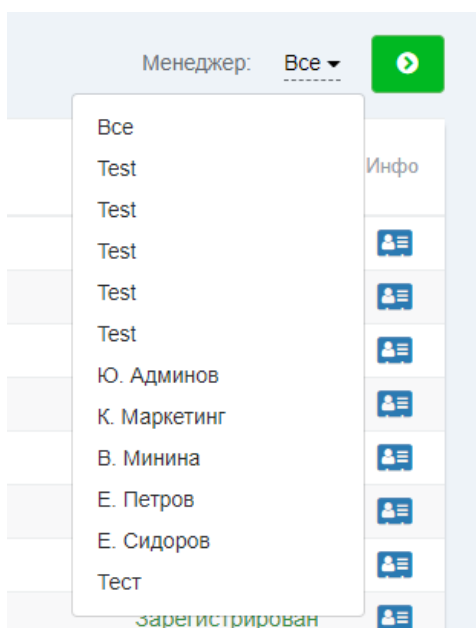 Менеджер: Все
Все
Test
Инфо
Test
Test
Test
Test
Ю. Админов
К. Маркетинг
В. Минина
Е. Петров
Е. Сидоров
Тест
Зарегистрирован